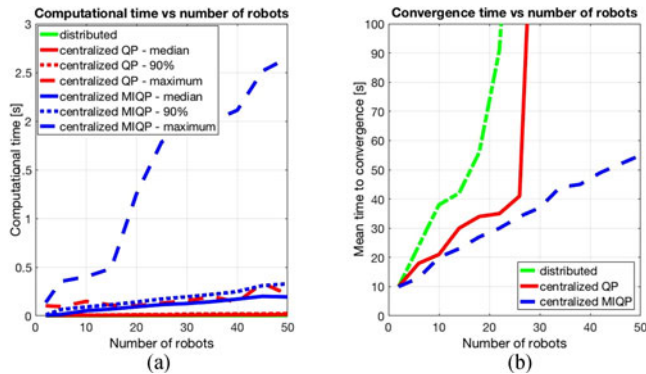 Computational time vs number of robots
3
2.5
2
1.5
1
0.5
0
Computational time [s]
distributed
centralized QP - median
centralized QP - 90%
centralized QP - maximum
centralized MIQP - median
centralized MIQP - 90%
centralized MIQP - maximum
0 10 20 30 40 50
Number of robots
(a)
Convergence time vs number of robots
100
90
80
70
60
50
40
30
20
10
0
Mean time to convergence [s]
distributed
centralized QP
centralized MIQP
0 10 20 30 40 50
Number of robots
(b)